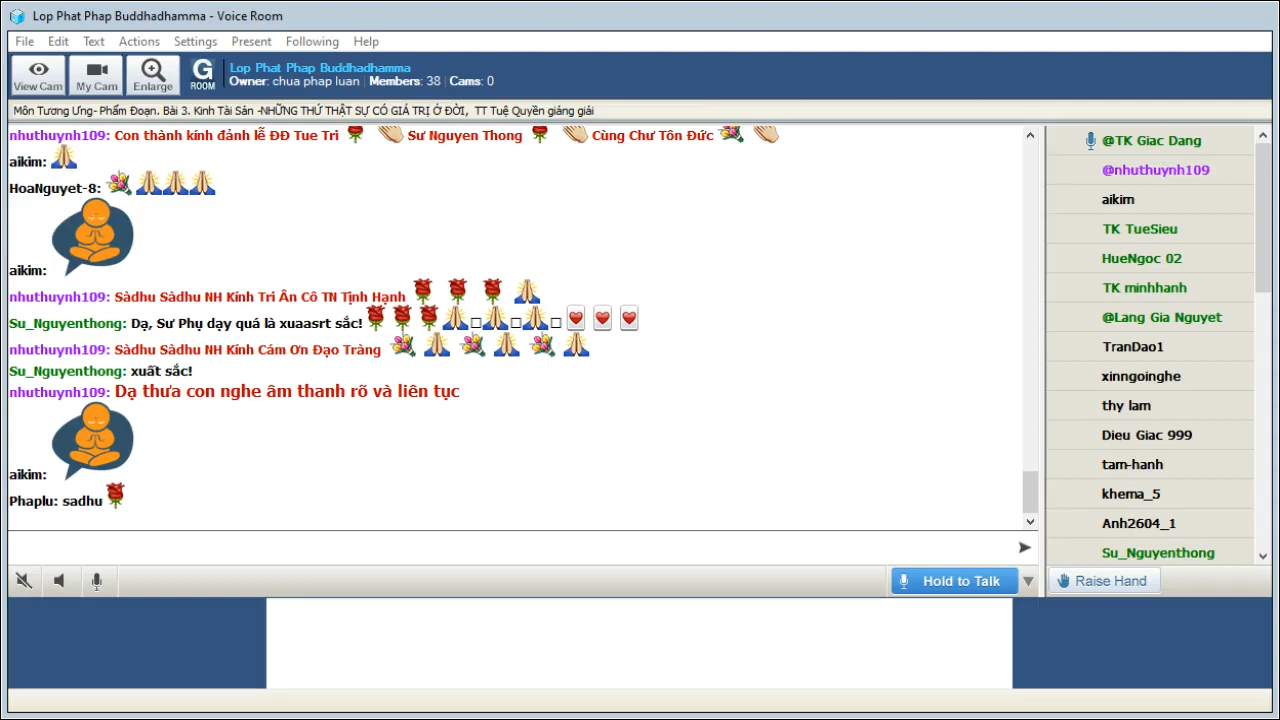 Lop Phat Phap Buddhadhamma - Voice Room
File Edit Text Actions Settings Present Following Help
View Cam My Cam Enlarge G ROOM
Lop Phat Phap Buddhadhamma
Owner: chua phap luan Members: 38 Cams: 0
Môn Tương Ưng- Phẩm Đoạn. Bài 3. Kinh Tài Sản -NHỮNG THỨ THẬT SỰ CÓ GIÁ TRỊ Ở ĐỜI, TT Tuệ Quyền giảng giải
nhuthuynh109: Con thành kính đảnh lễ ĐĐ Tue Tri Sư Nguyen Thong Cùng Chư Tôn Đức
aikim:
HoaNguyet-8:
aikim:
nhuthuynh109: Sàdhu Sàdhu NH Kính Tri Ân Cô TN Tịnh Hạnh
Su_Nguyenthong: Dạ, Sư Phụ dạy quá là xuaasrt sắc!
nhuthuynh109: Sàdhu Sàdhu NH Kính Cám Ơn Đạo Tràng
Su_Nguyenthong: xuất sắc!
nhuthuynh109: Dạ thưa con nghe âm thanh rõ và liên tục
aikim:
Phaplu: sadhu
@TK Giac Dang
@nhuthuynh109
aikim
TK TueSieu
HueNgoc 02
TK minhhanh
@Lang Gia Nguyet
TranDao1
xinngoinghe
thy lam
Dieu Giac 999
tam-hanh
khema_5
Anh2604_1
Su_Nguyenthong
Hold to Talk
Raise Hand